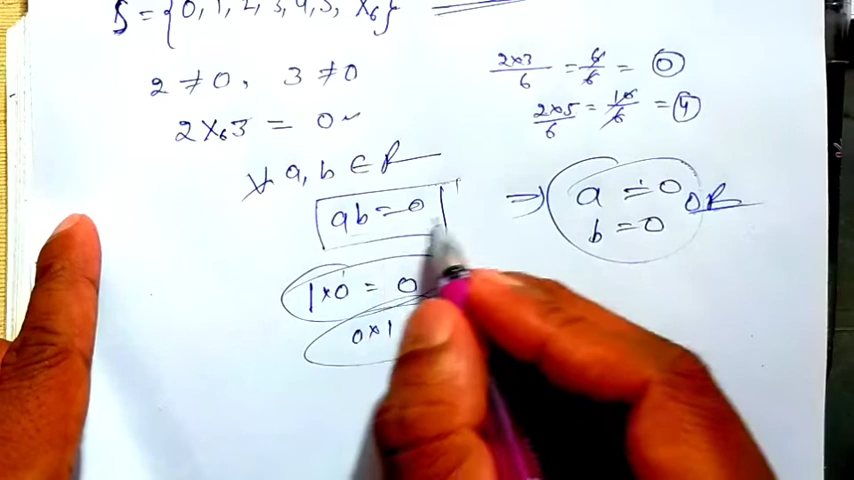 S = {0, 1, 2, 3, 4, 5, ×₆}
2 ≠ 0, 3 ≠ 0
2 ×₆ 3 = 0
∀ a, b ∈ R
ab = 0
1 × 0 = 0
0 × 1
2×3/6 = 6/6 = 0
2×5/6 = 10/6 = 4
⇒ a = 0 OR
b = 0